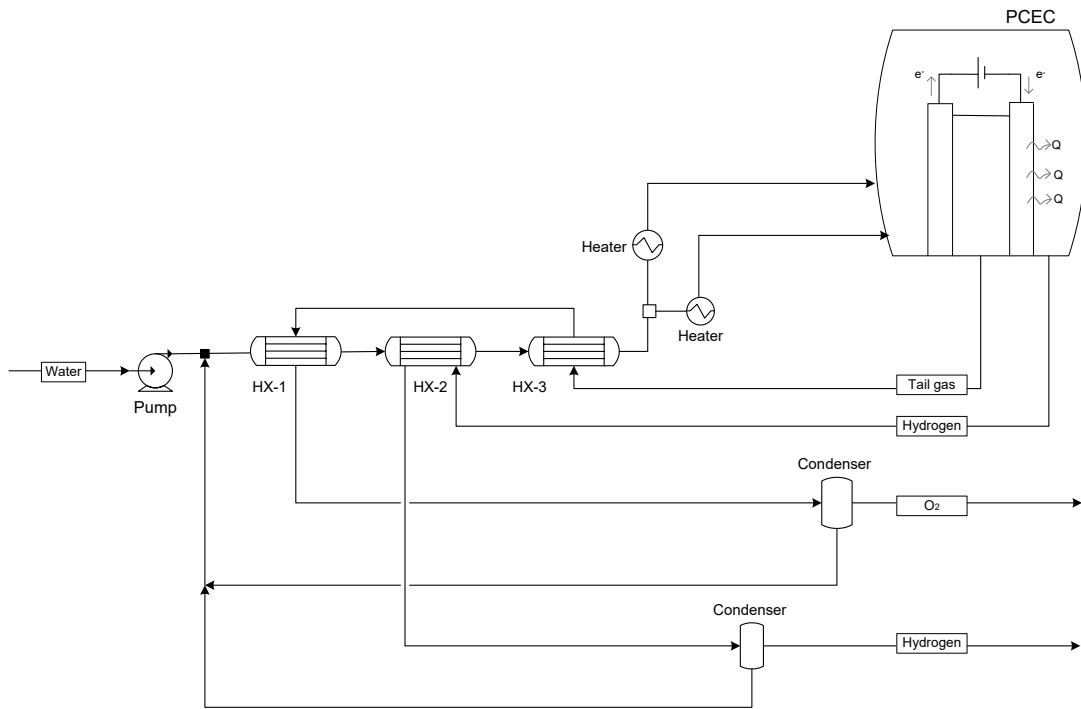 PCEC
e⁻
e⁻
Q
Q
Q
Heater
Heater
Water
Pump
HX-1
HX-2
HX-3
Tail gas
Hydrogen
Condenser
O₂
Condenser
Hydrogen